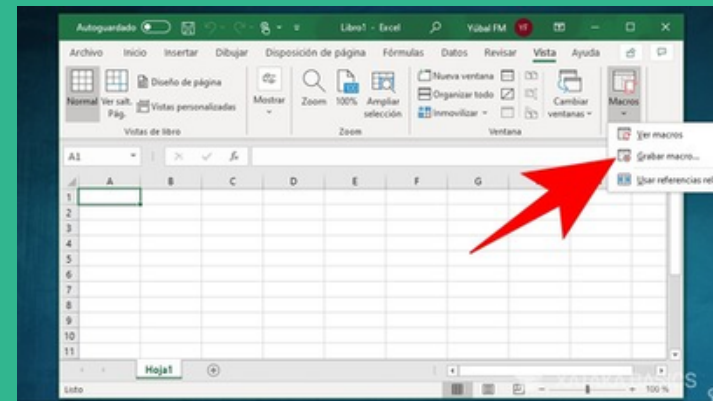 Autoguardado Libro1 - Excel Yúbal FM YF
Archivo Inicio Insertar Dibujar Disposición de página Fórmulas Datos Revisar Vista Ayuda
Normal Ver salt. Pág. Diseño de página Vistas personalizadas Mostrar Zoom 100% Ampliar selección Nueva ventana Organizar todo Inmovilizar Cambiar ventanas Macros
Vistas de libro Zoom Ventana
Ver macros
Grabar macro...
Usar referencias rel
A1 fx
A B C D E F G
1
2
3
4
5
6
7
8
9
10
11
Hoja1
Listo 100 %